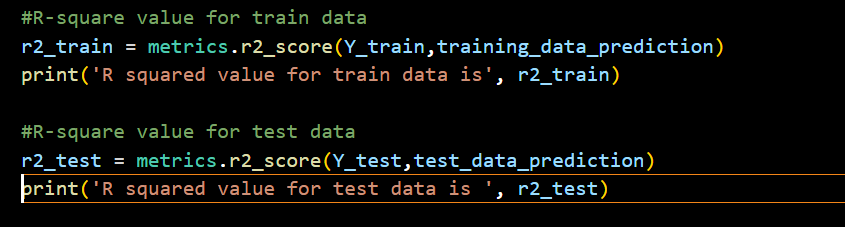 #R-square value for train data
r2_train = metrics.r2_score(Y_train,training_data_prediction)
print('R squared value for train data is', r2_train)
#R-square value for test data
r2_test = metrics.r2_score(Y_test,test_data_prediction)
print('R squared value for test data is ', r2_test)